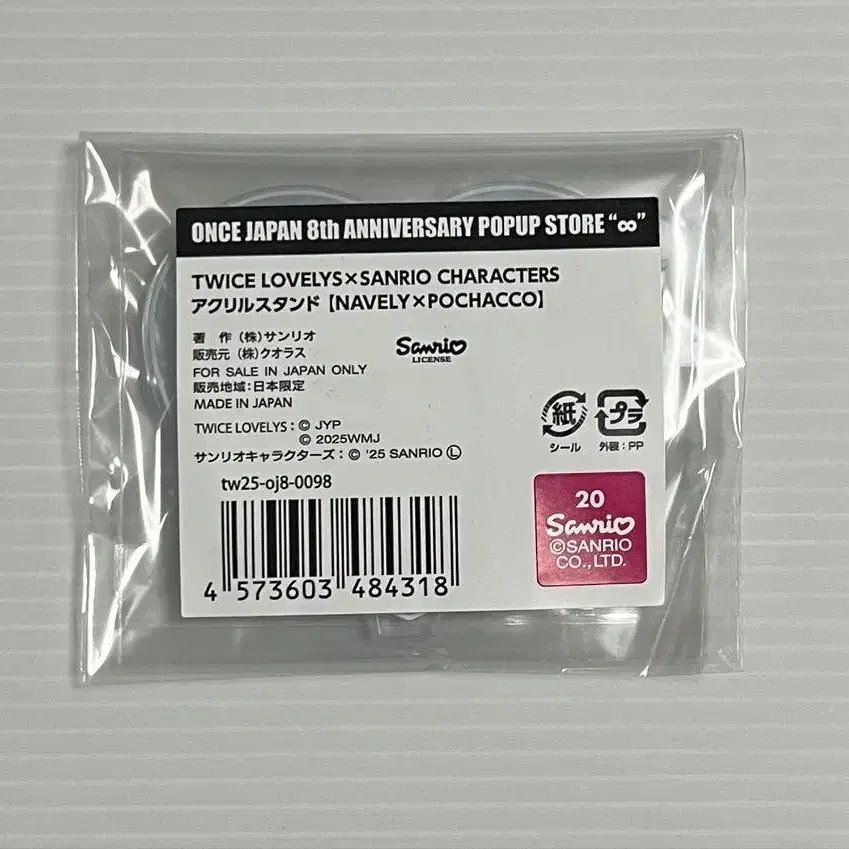 ONCE JAPAN 8th ANNIVERSARY POPUP STORE “∞”
TWICE LOVELYS×SANRIO CHARACTERS
アクリルスタンド【NAVELY×POCHACCO】
著 作 (株)サンリオ
販売元 (株)クオラス
FOR SALE IN JAPAN ONLY
販売地域:日本限定
MADE IN JAPAN
Sanrio
LICENSE
TWICE LOVELYS:© JYP
© 2025WMJ
サンリオキャラクターズ:© '25 SANRIO Ⓛ
紙
シール
プラ
外装:PP
tw25-oj8-0098
4 573603 484318
20
Sanrio
©SANRIO
CO.,LTD.